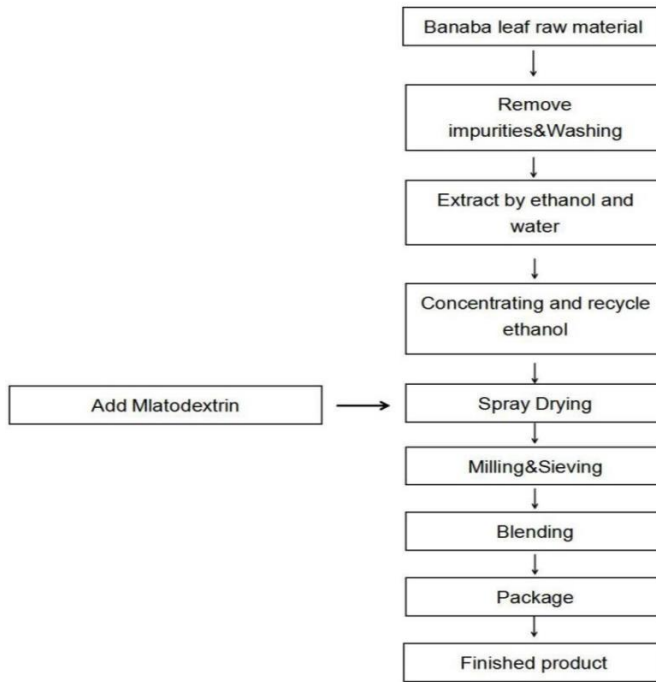 Banaba leaf raw material
Remove
impurities&Washing
Extract by ethanol and
water
Concentrating and recycle
ethanol
Add Mlatodextrin
Spray Drying
Milling&Sieving
Blending
Package
Finished product